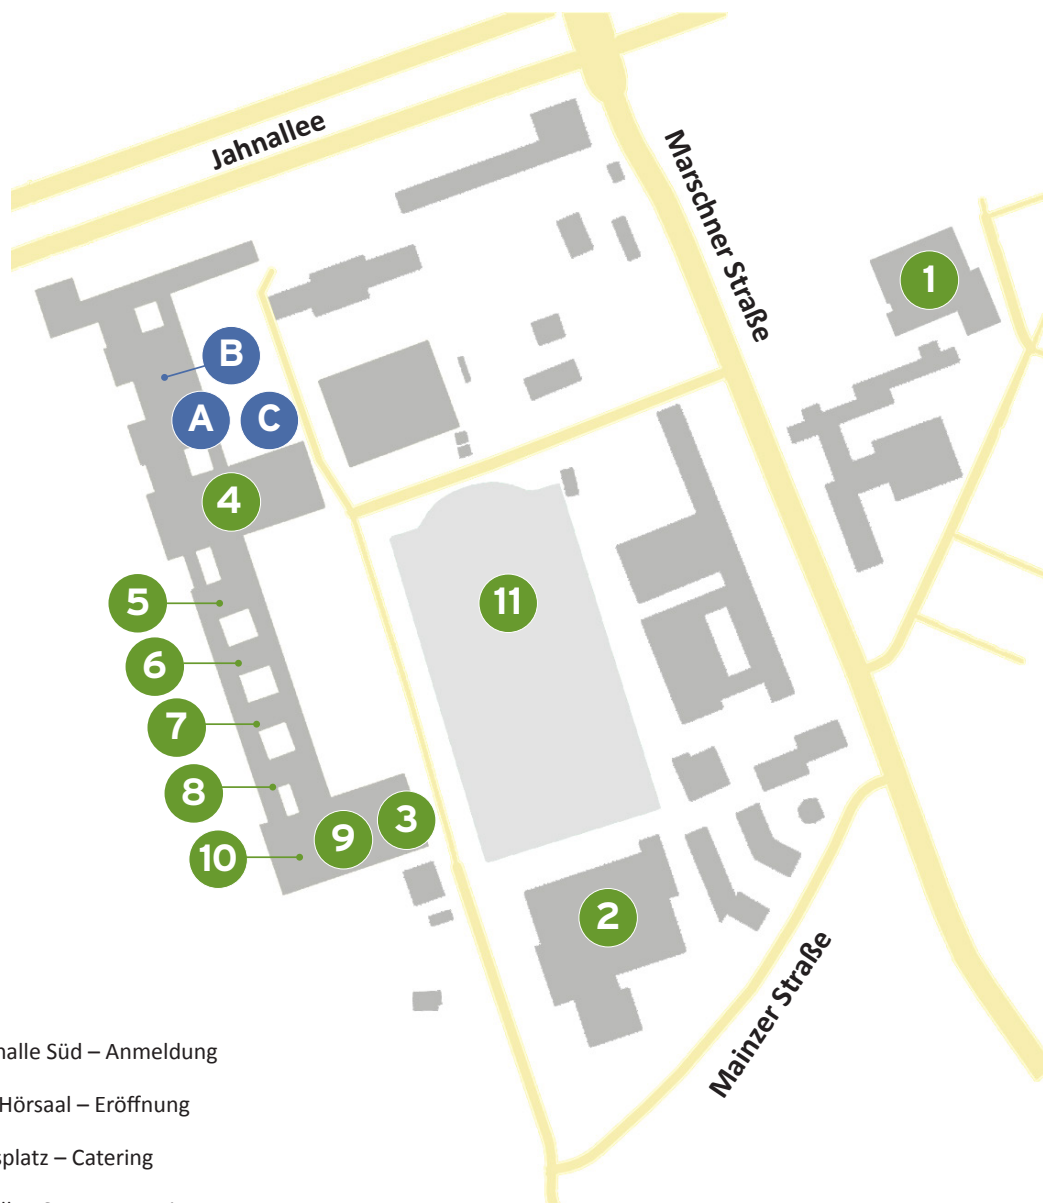 Jahnallee
Marschner Straße
1
B
A
C
4
5
11
6
7
8
3
9
10
2
Mainzer Straße
halle Süd – Anmeldung
Hörsaal – Eröffnung
splatz – Catering